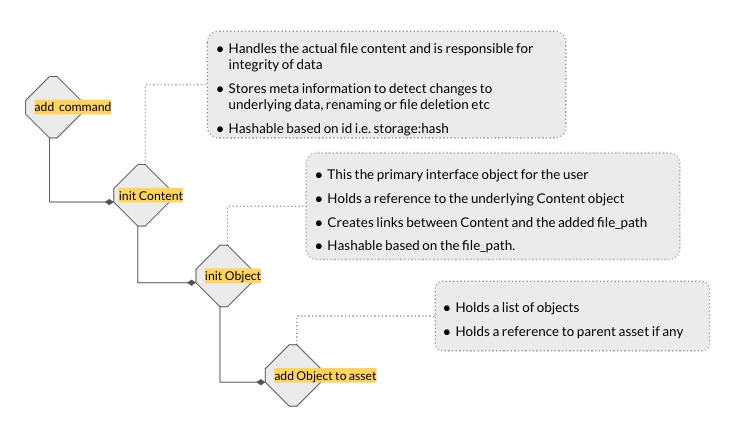 ● Handles the actual file content and is responsible for
integrity of data
● Stores meta information to detect changes to
underlying data, renaming or file deletion etc
● Hashable based on id i.e. storage:hash
add command
● This the primary interface object for the user
● Holds a reference to the underlying Content object
● Creates links between Content and the added file_path
● Hashable based on the file_path.
init Content
init Object
● Holds a list of objects
● Holds a reference to parent asset if any
add Object to asset